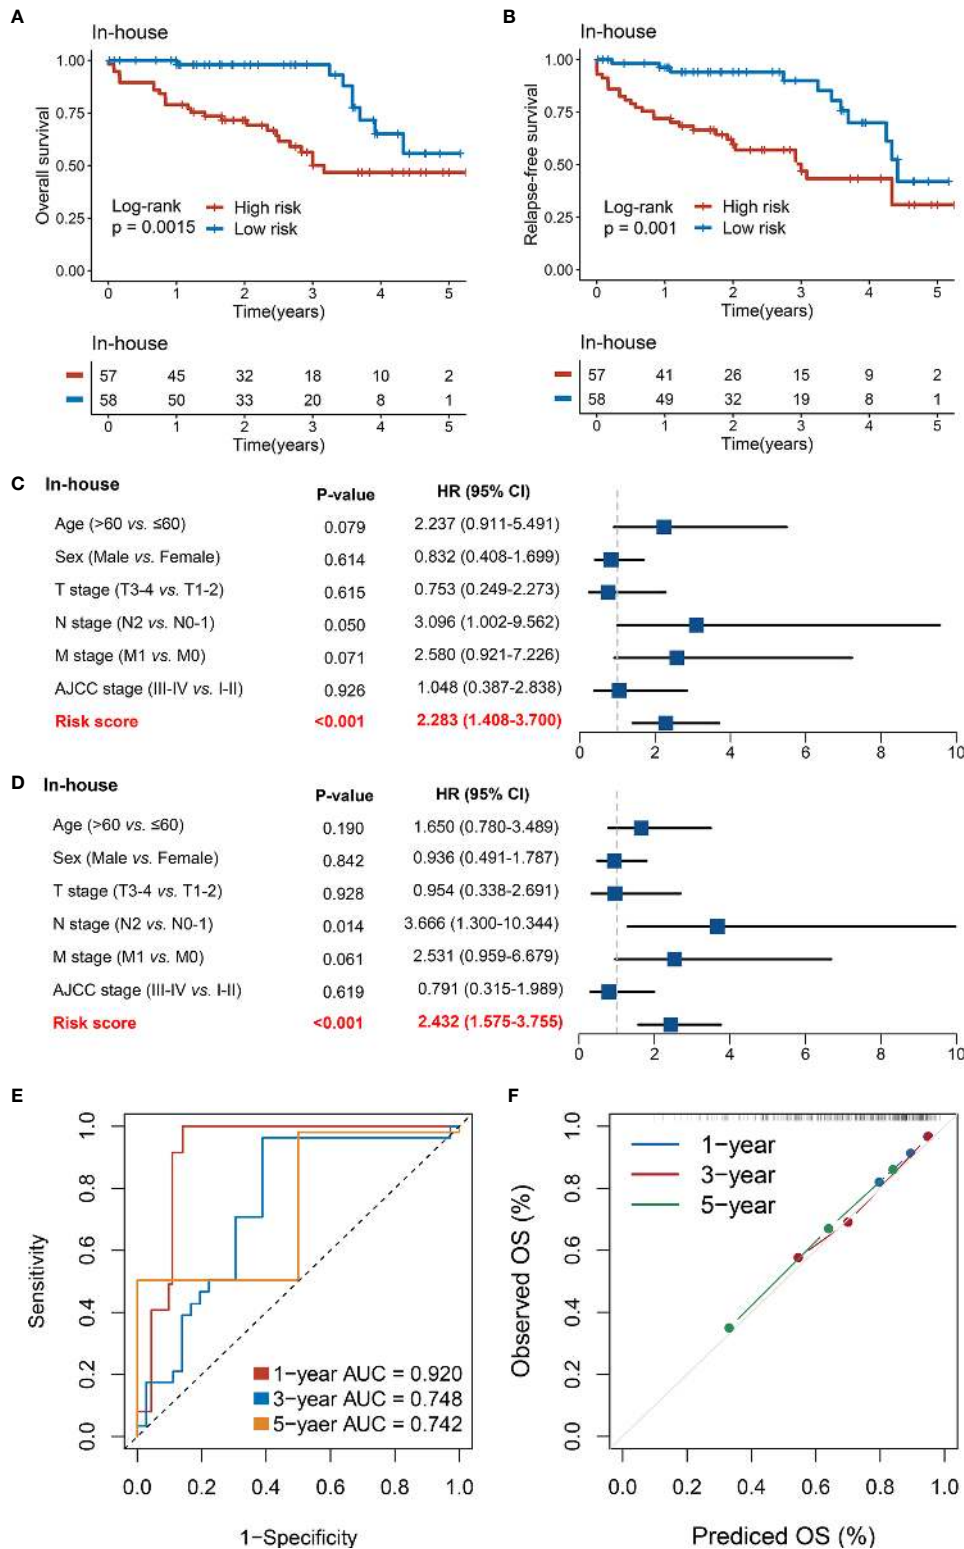 A
In-house
Overall survival
1.00
0.75
0.50
0.25
0.00
Log-rank
p = 0.0015
High risk
Low risk
0 1 2 3 4 5
Time(years)
In-house
57 45 32 18 10 2
58 50 33 20 8 1
0 1 2 3 4 5
Time(years)
B
In-house
Relapse-free survival
1.00
0.75
0.50
0.25
0.00
Log-rank
p = 0.001
High risk
Low risk
0 1 2 3 4 5
Time(years)
In-house
57 41 26 15 9 2
58 49 32 19 8 1
0 1 2 3 4 5
Time(years)
C
In-house P-value HR (95% CI)
Age (>60 vs. ≤60) 0.079 2.237 (0.911-5.491)
Sex (Male vs. Female) 0.614 0.832 (0.408-1.699)
T stage (T3-4 vs. T1-2) 0.615 0.753 (0.249-2.273)
N stage (N2 vs. N0-1) 0.050 3.096 (1.002-9.562)
M stage (M1 vs. M0) 0.071 2.580 (0.921-7.226)
AJCC stage (III-IV vs. I-II) 0.926 1.048 (0.387-2.838)
Risk score <0.001 2.283 (1.408-3.700)
0 2 4 6 8 10
D
In-house P-value HR (95% CI)
Age (>60 vs. ≤60) 0.190 1.650 (0.780-3.489)
Sex (Male vs. Female) 0.842 0.936 (0.491-1.787)
T stage (T3-4 vs. T1-2) 0.928 0.954 (0.338-2.691)
N stage (N2 vs. N0-1) 0.014 3.666 (1.300-10.344)
M stage (M1 vs. M0) 0.061 2.531 (0.959-6.679)
AJCC stage (III-IV vs. I-II) 0.619 0.791 (0.315-1.989)
Risk score <0.001 2.432 (1.575-3.755)
0 2 4 6 8 10
E
Sensitivity
1.0
0.8
0.6
0.4
0.2
0.0
1-year AUC = 0.920
3-year AUC = 0.748
5-yaer AUC = 0.742
0.0 0.2 0.4 0.6 0.8 1.0
1-Specificity
F
Observed OS (%)
1.0
0.8
0.6
0.4
0.2
0.0
1-year
3-year
5-year
0.0 0.2 0.4 0.6 0.8 1.0
Prediced OS (%)